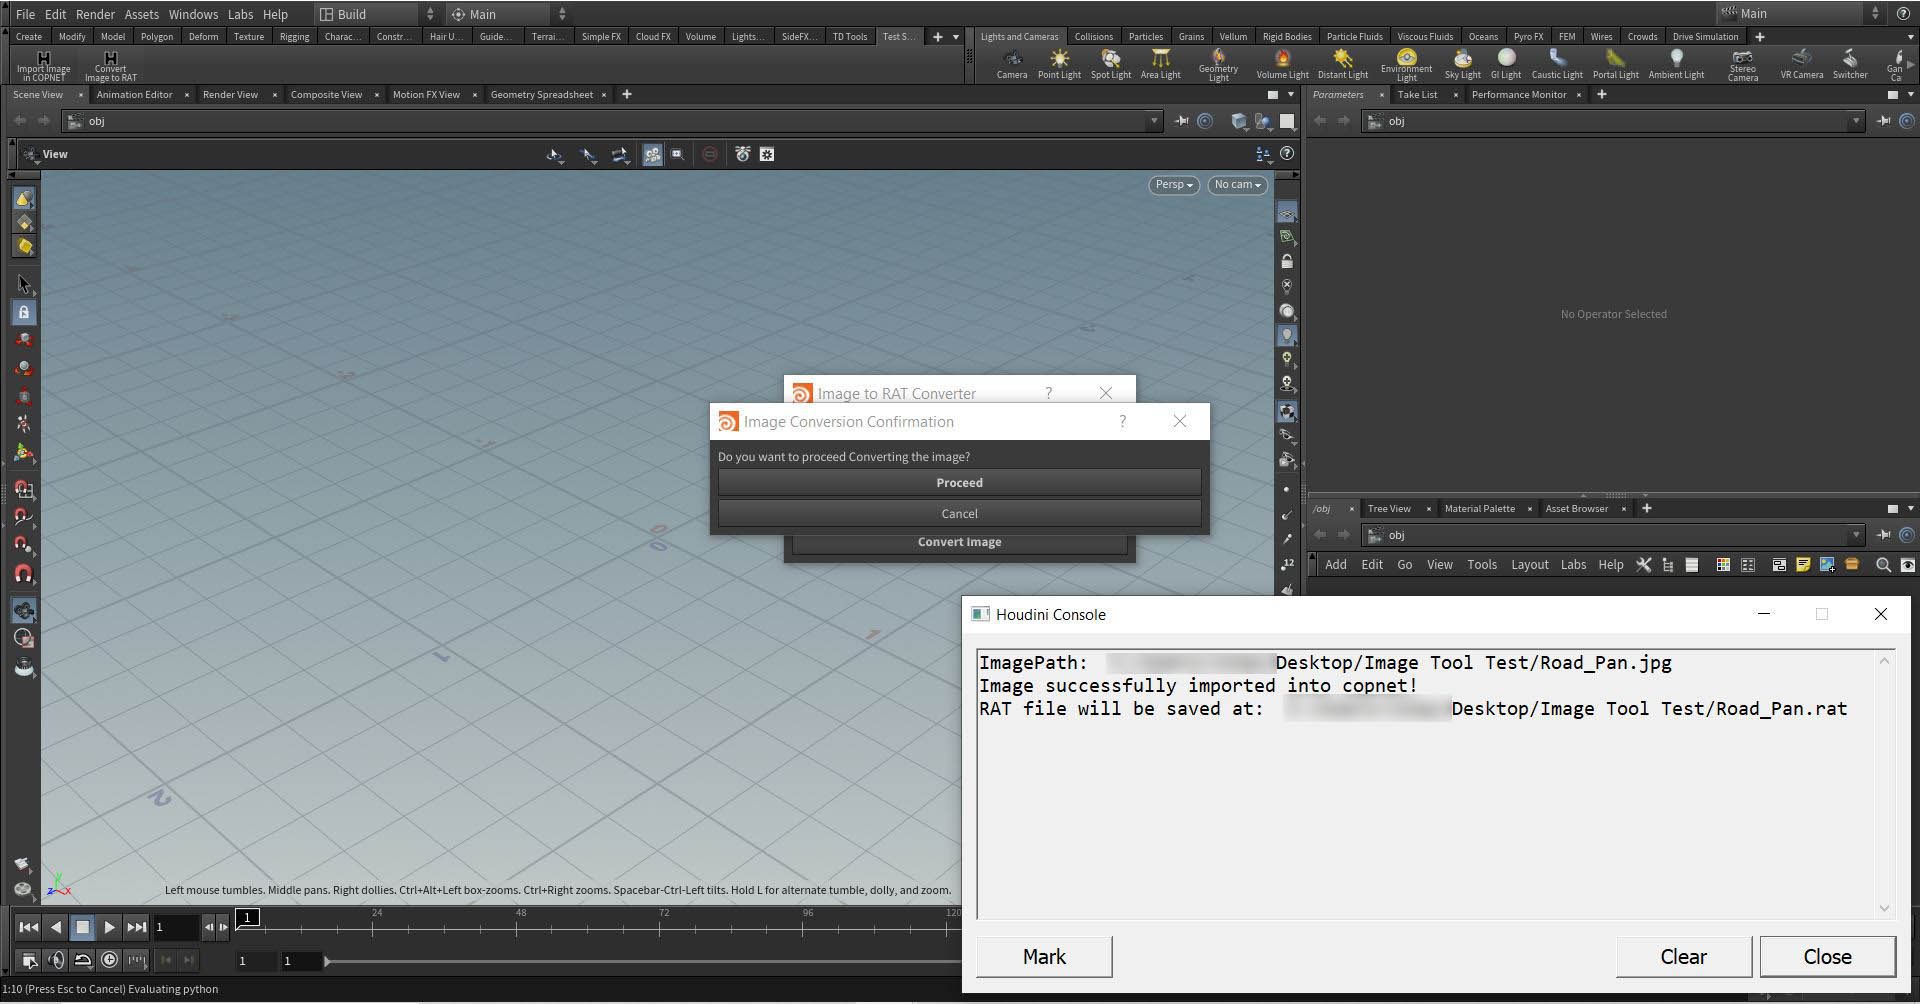 File Edit Render Assets Windows Labs Help Build Main Main
Create Modify Model Polygon Deform Texture Rigging Charac... Constr... Hair U... Guide... Terrai... Simple FX Cloud FX Volume Lights... SideFX... TD Tools Test S...
Import Image in COPNET
Convert Image to RAT
Lights and Cameras Collisions Particles Grains Vellum Rigid Bodies Particle Fluids Viscous Fluids Oceans Pyro FX FEM Wires Crowds Drive Simulation
Camera Point Light Spot Light Area Light Geometry Light Volume Light Distant Light Environment Light Sky Light GI Light Caustic Light Portal Light Ambient Light Stereo Camera VR Camera Switcher Gan Ca
Scene View Animation Editor Render View Composite View Motion FX View Geometry Spreadsheet
Parameters Take List Performance Monitor
obj
obj
View
Persp No cam
No Operator Selected
Image to RAT Converter ?
Image Conversion Confirmation ?
Do you want to proceed Converting the image?
Proceed
Cancel
Convert Image
/obj Tree View Material Palette Asset Browser
obj
Add Edit Go View Tools Layout Labs Help
12
Houdini Console
ImagePath: Desktop/Image Tool Test/Road_Pan.jpg
Image successfully imported into copnet!
RAT file will be saved at: Desktop/Image Tool Test/Road_Pan.rat
Mark Clear Close
0
0
1
1
2
z y x
Left mouse tumbles. Middle pans. Right dollies. Ctrl+Alt+Left box-zooms. Ctrl+Right zooms. Spacebar-Ctrl-Left tilts. Hold L for alternate tumble, dolly, and zoom.
1 1 24 48 72 96 120
1 1
1:10 (Press Esc to Cancel) Evaluating python